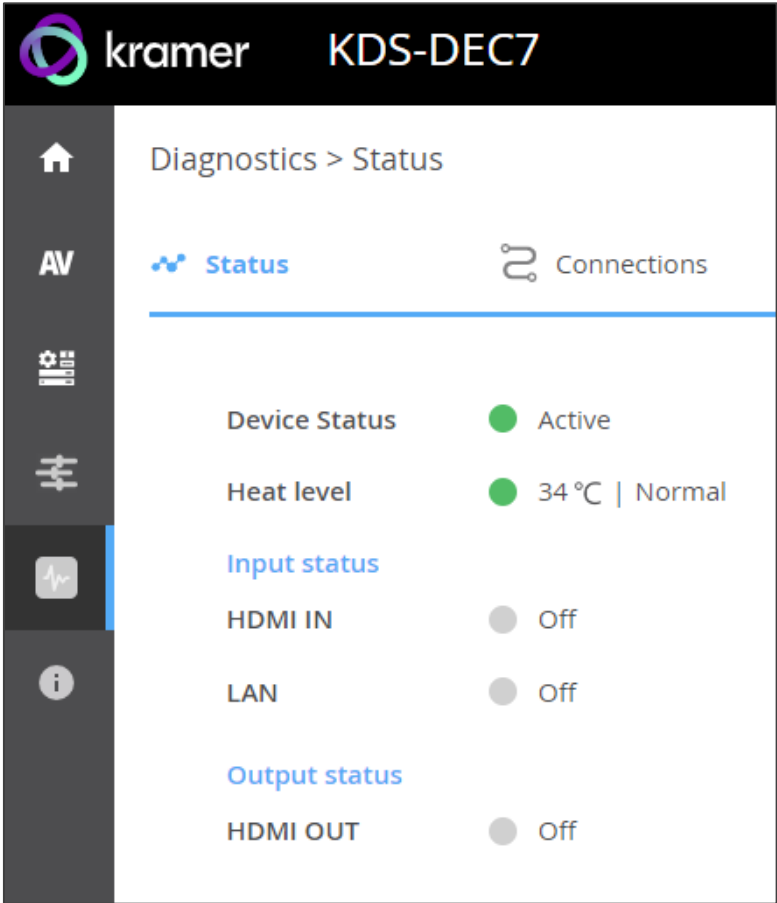 kramer KDS-DEC7
Diagnostics > Status
AV Status Connections
Device Status Active
Heat level 34 °C | Normal
Input status
HDMI IN Off
LAN Off
Output status
HDMI OUT Off